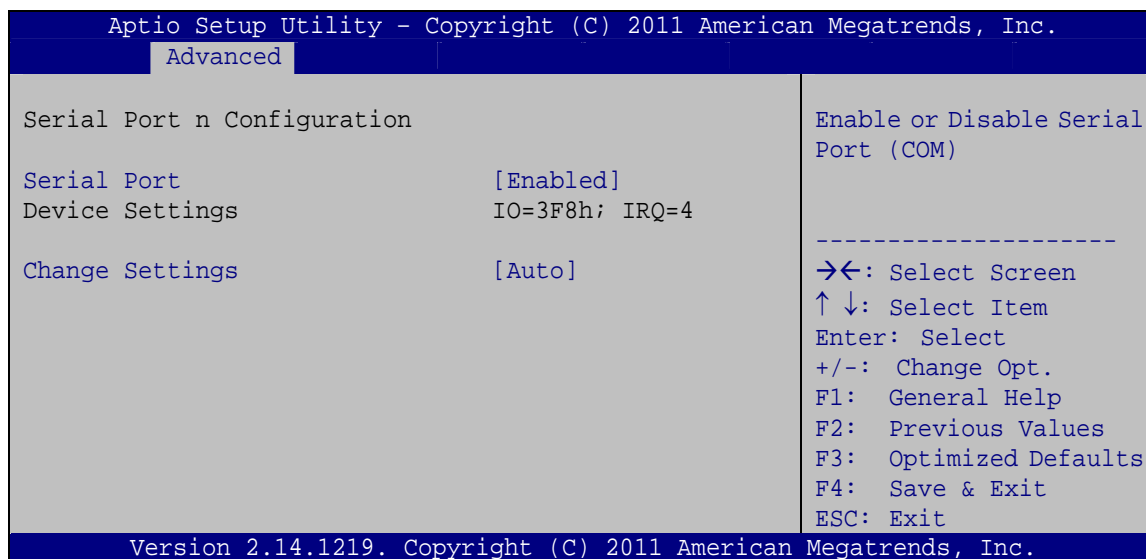 Aptio Setup Utility – Copyright (C) 2011 American Megatrends, Inc.
Advanced
Serial Port n Configuration
Serial Port [Enabled]
Device Settings IO=3F8h; IRQ=4
Change Settings [Auto]
Enable or Disable Serial
Port (COM)
---------------------
→←: Select Screen
↑ ↓: Select Item
Enter: Select
+/-: Change Opt.
F1: General Help
F2: Previous Values
F3: Optimized Defaults
F4: Save & Exit
ESC: Exit
Version 2.14.1219. Copyright (C) 2011 American Megatrends, Inc.